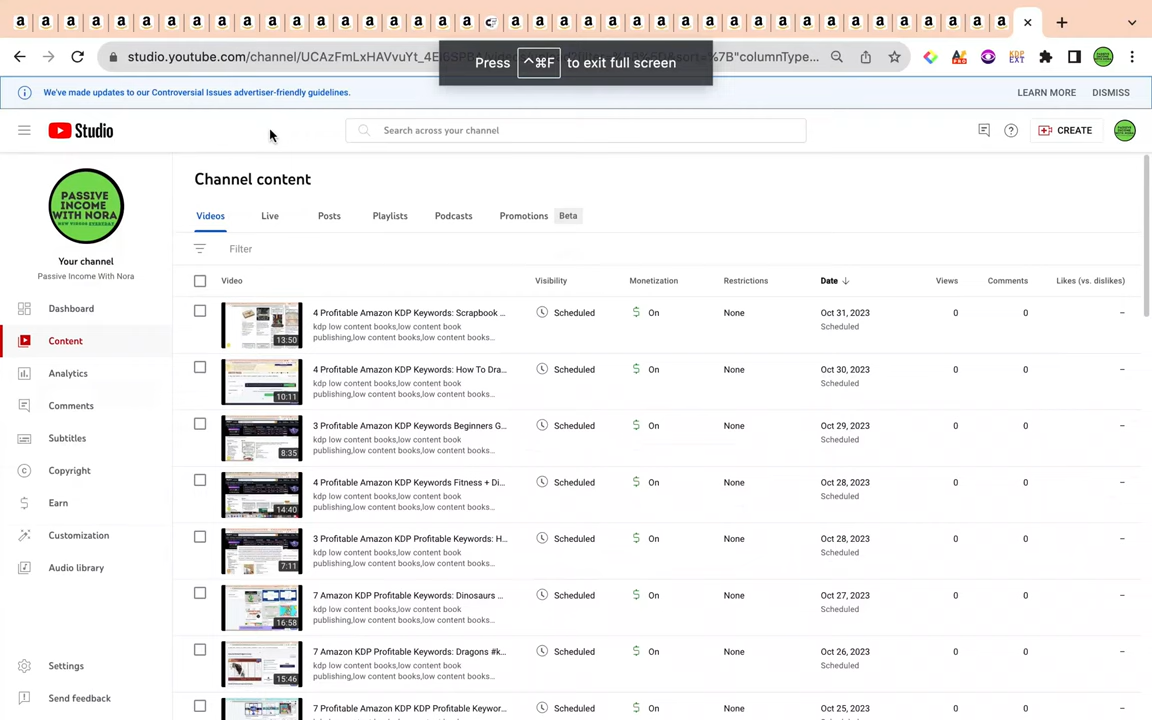 studio.youtube.com/channel/UCAzFmLxHAVvuYt_4E
"columnType...
Press ^⌘F to exit full screen
KDP
EXT
We've made updates to our Controversial Issues advertiser-friendly guidelines.
LEARN MORE
DISMISS
Studio
Search across your channel
CREATE
PASSIVE
INCOME
WITH NORA
Your channel
Passive Income With Nora
Dashboard
Content
Analytics
Comments
Subtitles
Copyright
Earn
Customization
Audio library
Settings
Send feedback
Channel content
Videos Live Posts Playlists Podcasts Promotions Beta
Filter
Video Visibility Monetization Restrictions Date Views Comments Likes (vs. dislikes)
13:50
4 Profitable Amazon KDP Keywords: Scrapbook ... Scheduled On None Oct 31, 2023 0 0 –
kdp low content books,low content book Scheduled
publishing,low content books,low content books...
10:11
4 Profitable Amazon KDP Keywords: How To Dra... Scheduled On None Oct 30, 2023 0 0 –
kdp low content books,low content book Scheduled
publishing,low content books,low content books...
8:35
3 Profitable Amazon KDP Keywords Beginners G... Scheduled On None Oct 29, 2023 0 0 –
kdp low content books,low content book Scheduled
publishing,low content books,low content books...
14:40
4 Profitable Amazon KDP Keywords Fitness + Di... Scheduled On None Oct 28, 2023 0 0 –
kdp low content books,low content book Scheduled
publishing,low content books,low content books...
7:11
3 Profitable Amazon KDP Profitable Keywords: H... Scheduled On None Oct 28, 2023 0 0 –
kdp low content books,low content book Scheduled
publishing,low content books,low content books...
16:58
7 Amazon KDP Profitable Keywords: Dinosaurs ... Scheduled On None Oct 27, 2023 0 0 –
kdp low content books,low content book Scheduled
publishing,low content books,low content books...
15:46
7 Amazon KDP Profitable Keywords: Dragons #k... Scheduled On None Oct 26, 2023 0 0 –
kdp low content books,low content book Scheduled
publishing,low content books,low content books...
7 Profitable Amazon KDP KDP Profitable Keywor... Scheduled On None Oct 25, 2023 0 0 –